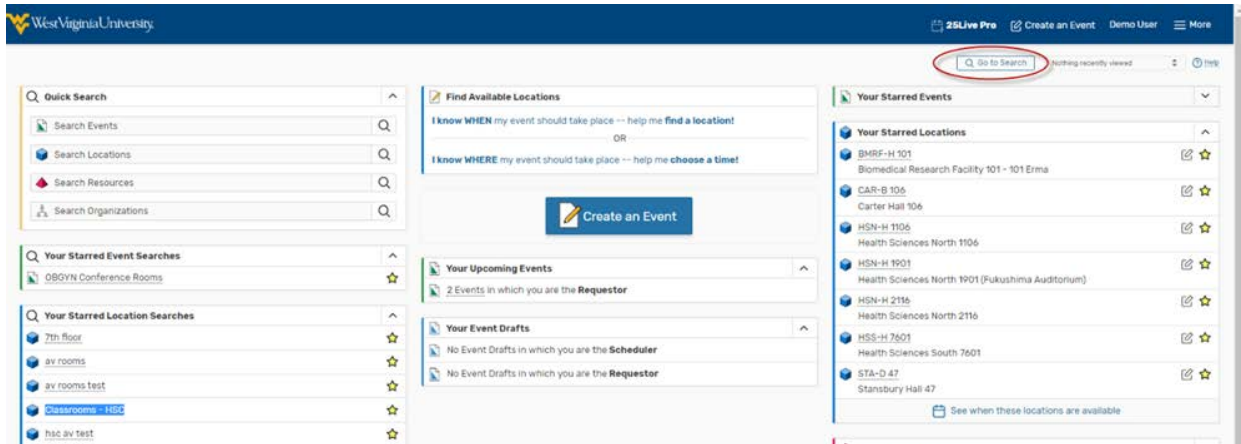 West Virginia University.
25Live Pro
Create an Event
Demo User
More
Go to Search
Nothing recently viewed
Help
Quick Search
Search Events
Search Locations
Search Resources
Search Organizations
Your Starred Event Searches
OBGYN Conference Rooms
Your Starred Location Searches
7th floor
av rooms
av rooms test
Classrooms - HSC
hsc av test
Find Available Locations
I know WHEN my event should take place -- help me find a location!
OR
I know WHERE my event should take place -- help me choose a time!
Create an Event
Your Upcoming Events
2 Events in which you are the Requestor
Your Event Drafts
No Event Drafts in which you are the Scheduler
No Event Drafts in which you are the Requestor
Your Starred Events
Your Starred Locations
BMRF-H 101
Biomedical Research Facility 101 - 101 Erma
CAR-B 106
Carter Hall 106
HSN-H 1106
Health Sciences North 1106
HSN-H 1901
Health Sciences North 1901 (Fukushima Auditorium)
HSN-H 2116
Health Sciences North 2116
HSS-H 7601
Health Sciences South 7601
STA-D 47
Stansbury Hall 47
See when these locations are available